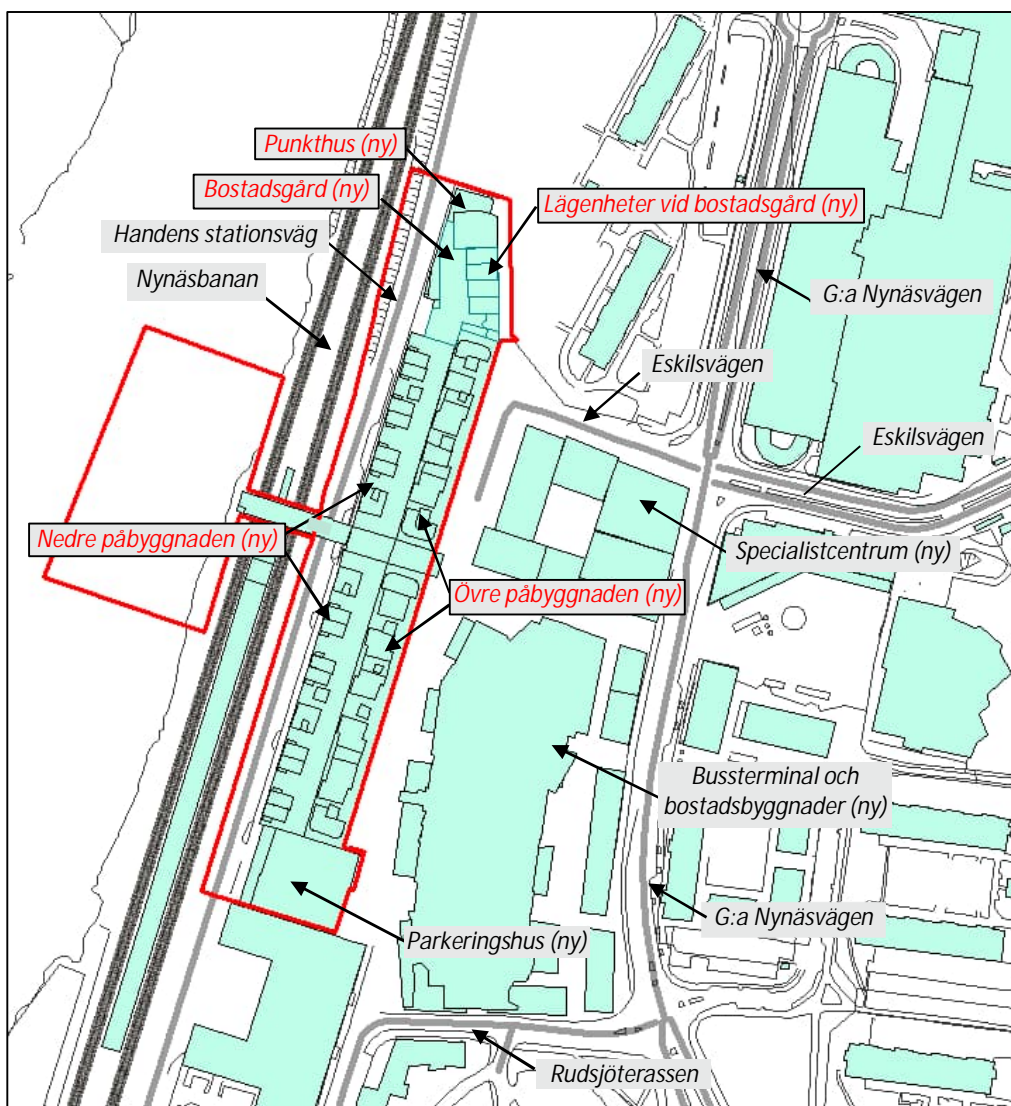 Punkthus (ny)
Bostadsgård (ny)
Lägenheter vid bostadsgård (ny)
Handens stationsväg
Nynäsbanan
G:a Nynäsvägen
Eskilsvägen
Eskilsvägen
Nedre påbyggnaden (ny)
Specialistcentrum (ny)
Övre påbyggnaden (ny)
Bussterminal och
bostadsbyggnader (ny)
G:a Nynäsvägen
Parkeringshus (ny)
Rudsjöterassen